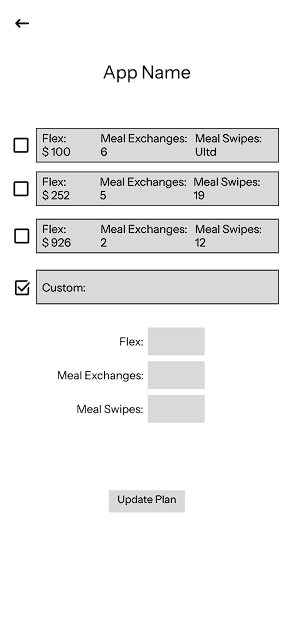 App Name
Flex: Meal Exchanges: Meal Swipes:
$ 100 6 Ultd
Flex: Meal Exchanges: Meal Swipes:
$ 252 5 19
Flex: Meal Exchanges: Meal Swipes:
$ 926 2 12
Custom:
Flex:
Meal Exchanges:
Meal Swipes:
Update Plan